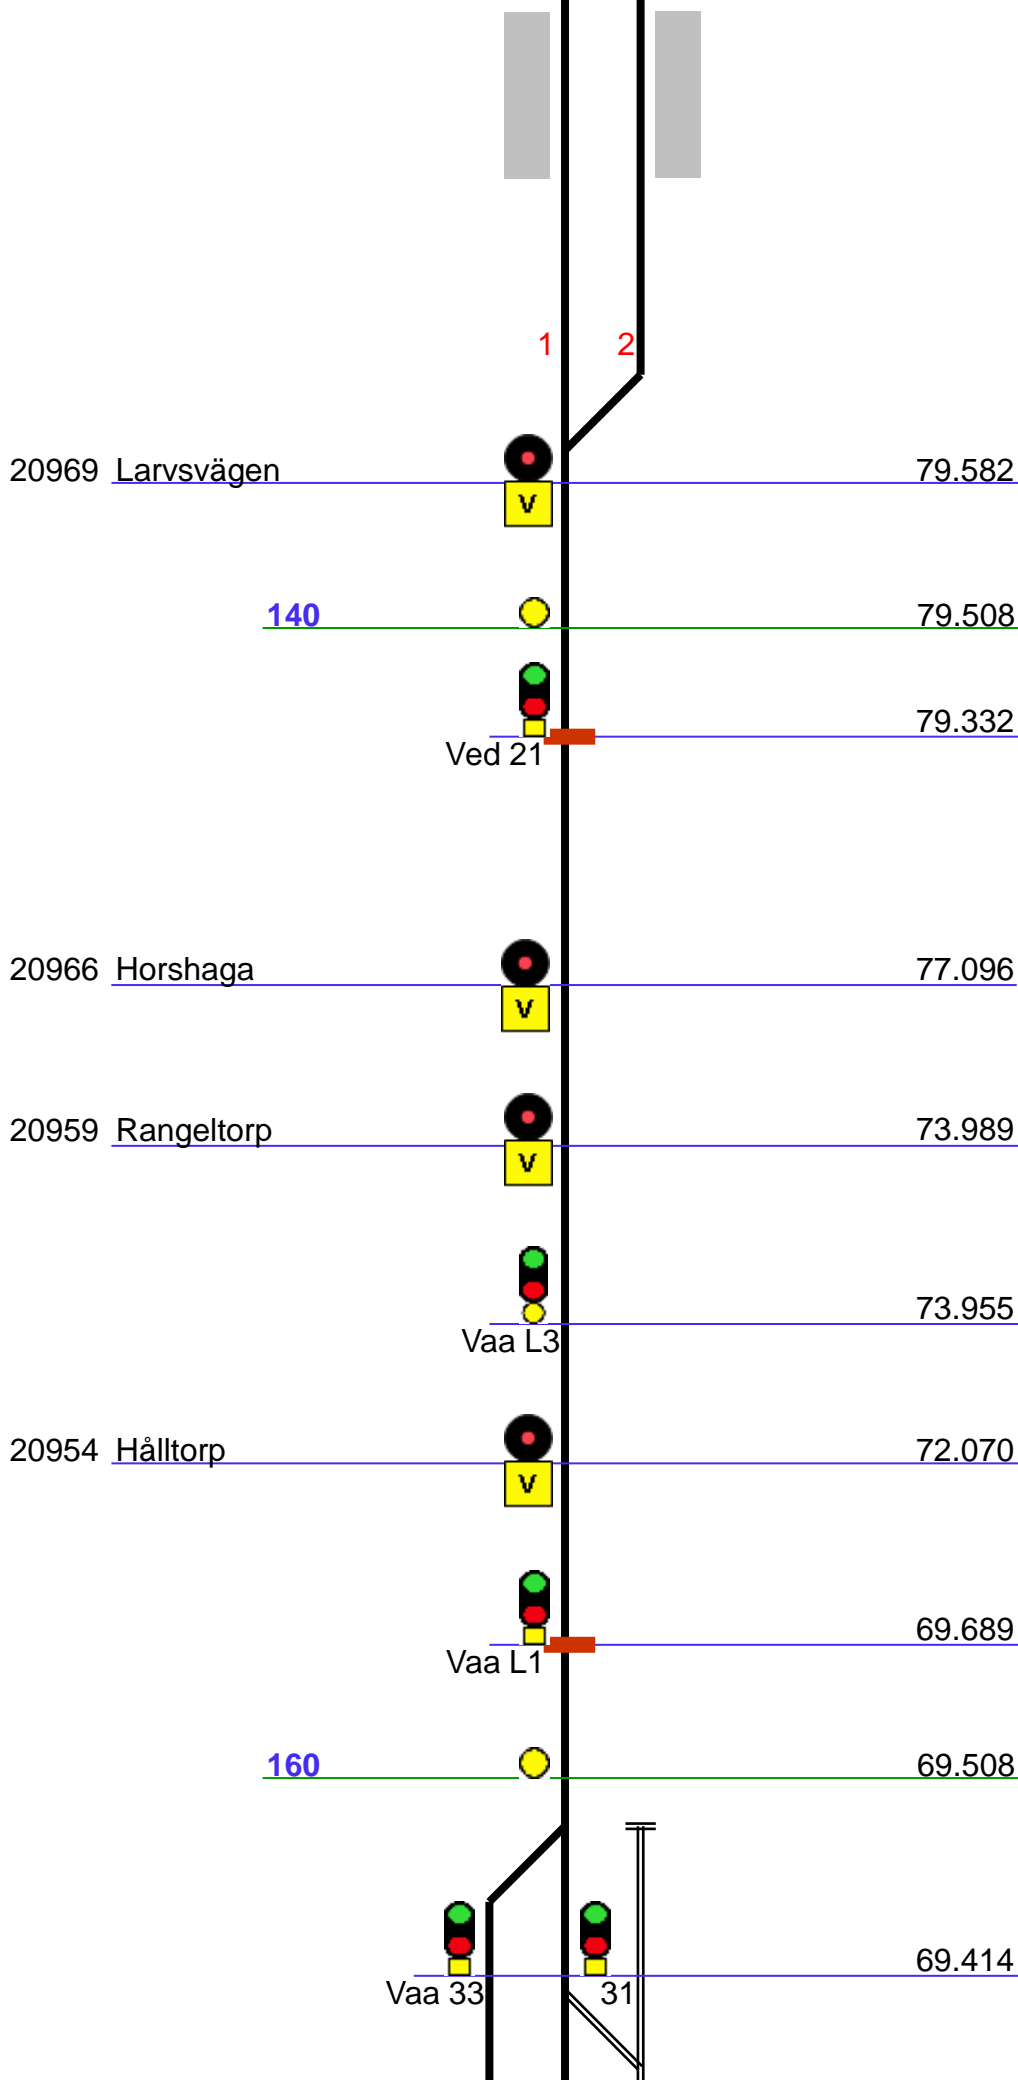 1 2
20969 Larvsvägen 79.582
V
140 79.508
79.332
Ved 21
20966 Horshaga 77.096
V
20959 Rangeltorp 73.989
V
73.955
Vaa L3
20954 Hålltorp 72.070
V
69.689
Vaa L1
160 69.508
69.414
Vaa 33 31